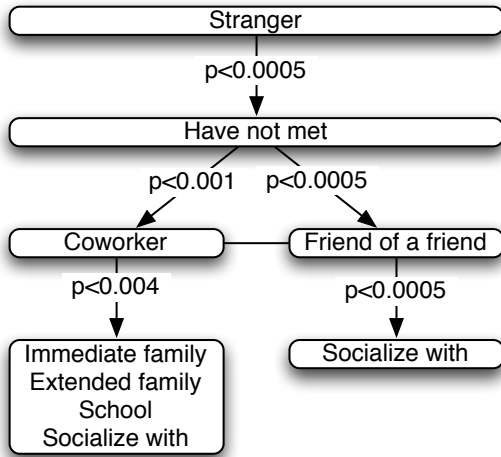 Stranger
p<0.0005
Have not met
p<0.001 p<0.0005
Coworker Friend of a friend
p<0.004 p<0.0005
Immediate family Socialize with
Extended family
School
Socialize with